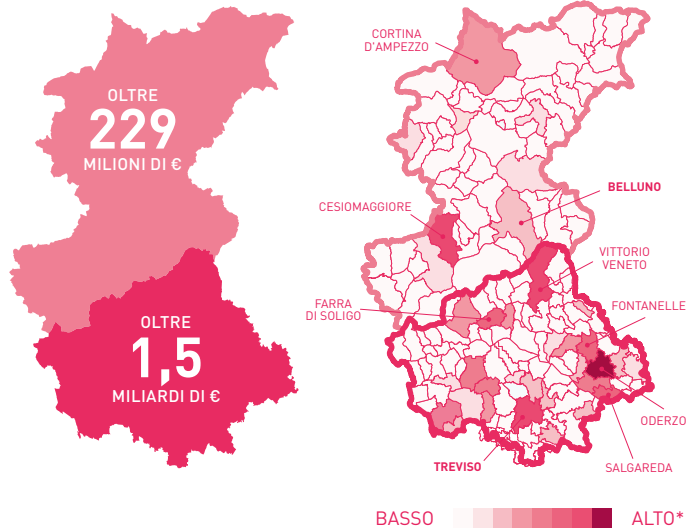 OLTRE
229
MILIONI DI €
OLTRE
1,5
MILIARDI DI €
CORTINA
D'AMPEZZO
BELLUNO
CESIOMAGGIORE
VITTORIO
VENETO
FARRA
DI SOLIGO
FONTANELLE
ODERZO
TREVISO
SALGAREDA
BASSO
ALTO*